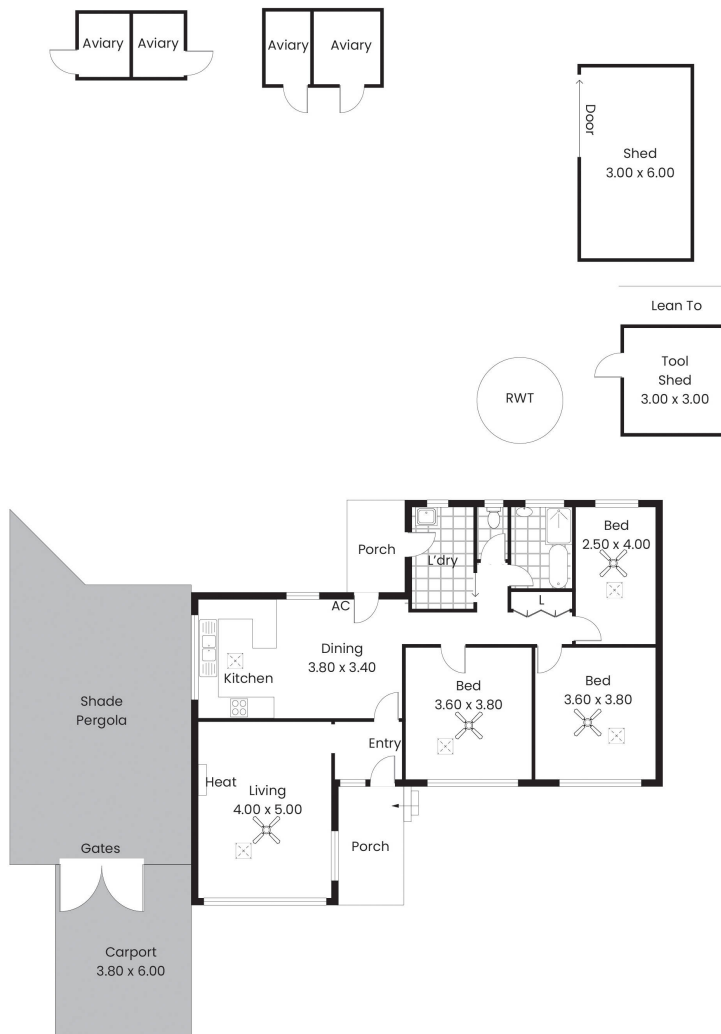 Aviary
Aviary
Aviary
Aviary
Door
Shed
3.00 x 6.00
Lean To
Tool
Shed
3.00 x 3.00
RWT
Porch
L'dry
Bed
2.50 x 4.00
AC
L
Dining
3.80 x 3.40
Kitchen
Bed
3.60 x 3.80
Bed
3.60 x 3.80
Shade
Pergola
Entry
Heat
Living
4.00 x 5.00
Porch
Gates
Carport
3.80 x 6.00